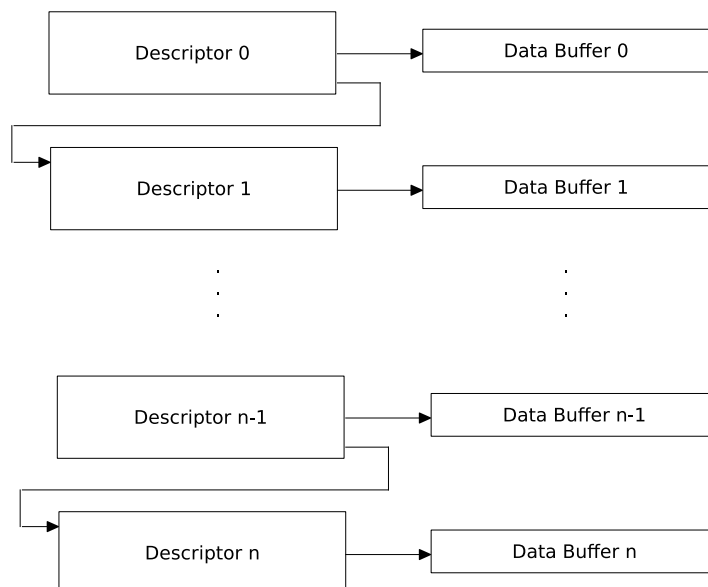 Descriptor 0
Data Buffer 0
Descriptor 1
Data Buffer 1
Descriptor n-1
Data Buffer n-1
Descriptor n
Data Buffer n